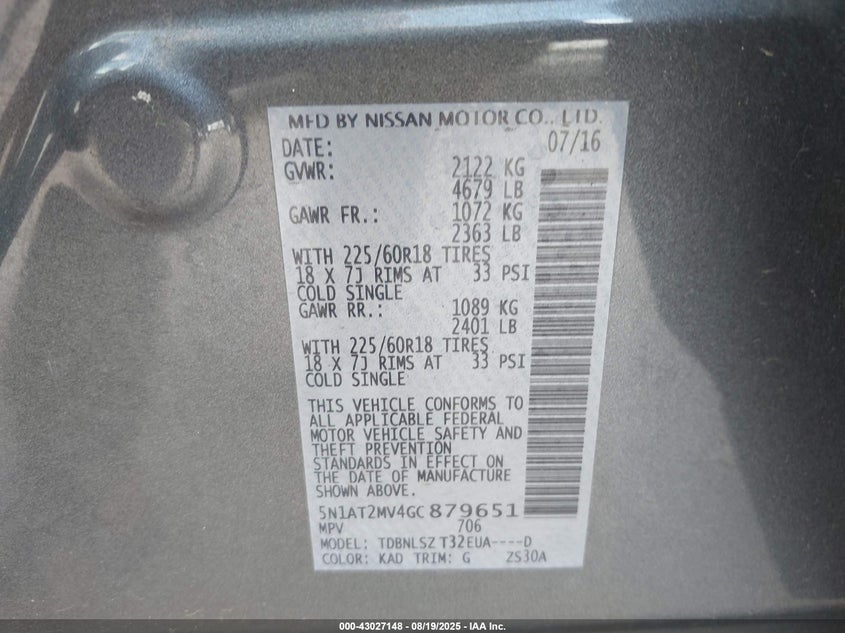 MFD BY NISSAN MOTOR CO., LTD.
DATE: 07/16
GVWR: 2122 KG
4679 LB
GAWR FR.: 1072 KG
2363 LB
WITH 225/60R18 TIRES
18 X 7J RIMS AT 33 PSI
COLD SINGLE
GAWR RR.: 1089 KG
2401 LB
WITH 225/60R18 TIRES
18 X 7J RIMS AT 33 PSI
COLD SINGLE
THIS VEHICLE CONFORMS TO
ALL APPLICABLE FEDERAL
MOTOR VEHICLE SAFETY AND
THEFT PREVENTION
STANDARDS IN EFFECT ON
THE DATE OF MANUFACTURE
SHOWN ABOVE.
5N1AT2MV4GC879651
MPV 706
MODEL: TDBNLSZ T32EUA----D
COLOR: KAD TRIM: G ZS30A
000-43027148 - 08/19/2025 - IAA Inc.